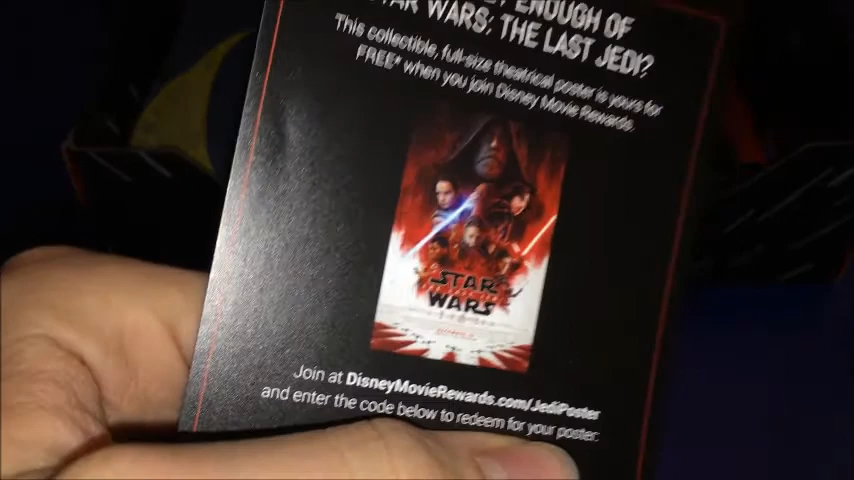 ENOUGH OF
STAR WARS: THE LAST JEDI?
This collectible, full-size theatrical poster is yours for
FREE* when you join Disney Movie Rewards.
STAR
WARS
Join at DisneyMovieRewards.com/JediPoster
and enter the code below to redeem for your poster: